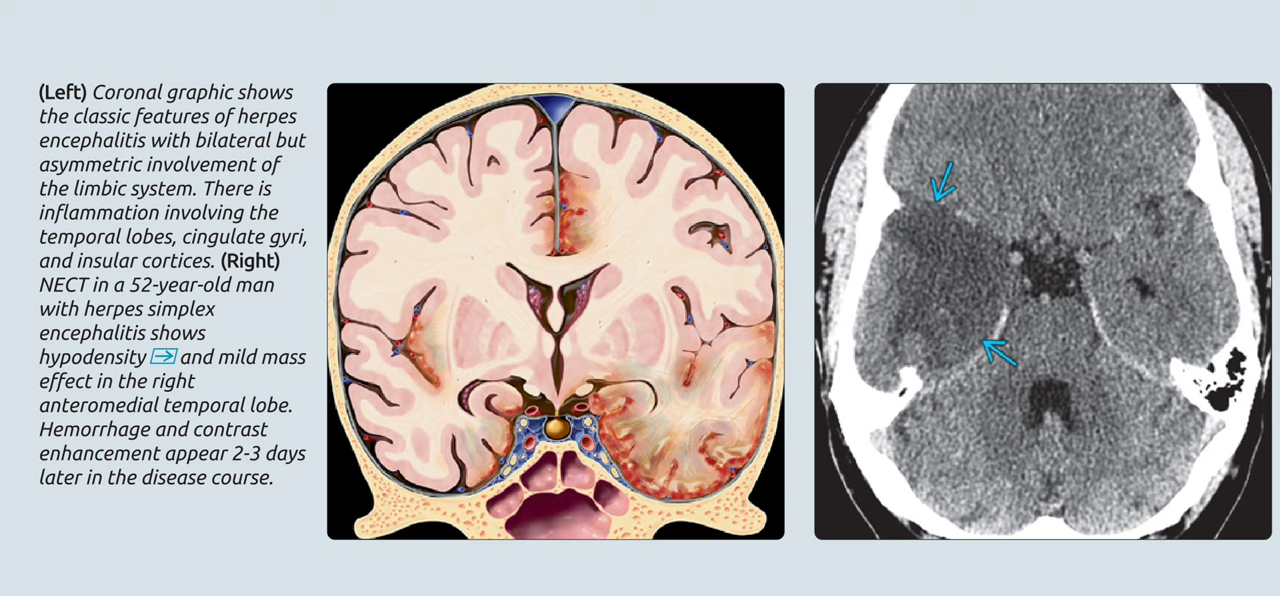 (Left) Coronal graphic shows
the classic features of herpes
encephalitis with bilateral but
asymmetric involvement of
the limbic system. There is
inflammation involving the
temporal lobes, cingulate gyri,
and insular cortices. (Right)
NECT in a 52-year-old man
with herpes simplex
encephalitis shows
hypodensity and mild mass
effect in the right
anteromedial temporal lobe.
Hemorrhage and contrast
enhancement appear 2-3 days
later in the disease course.